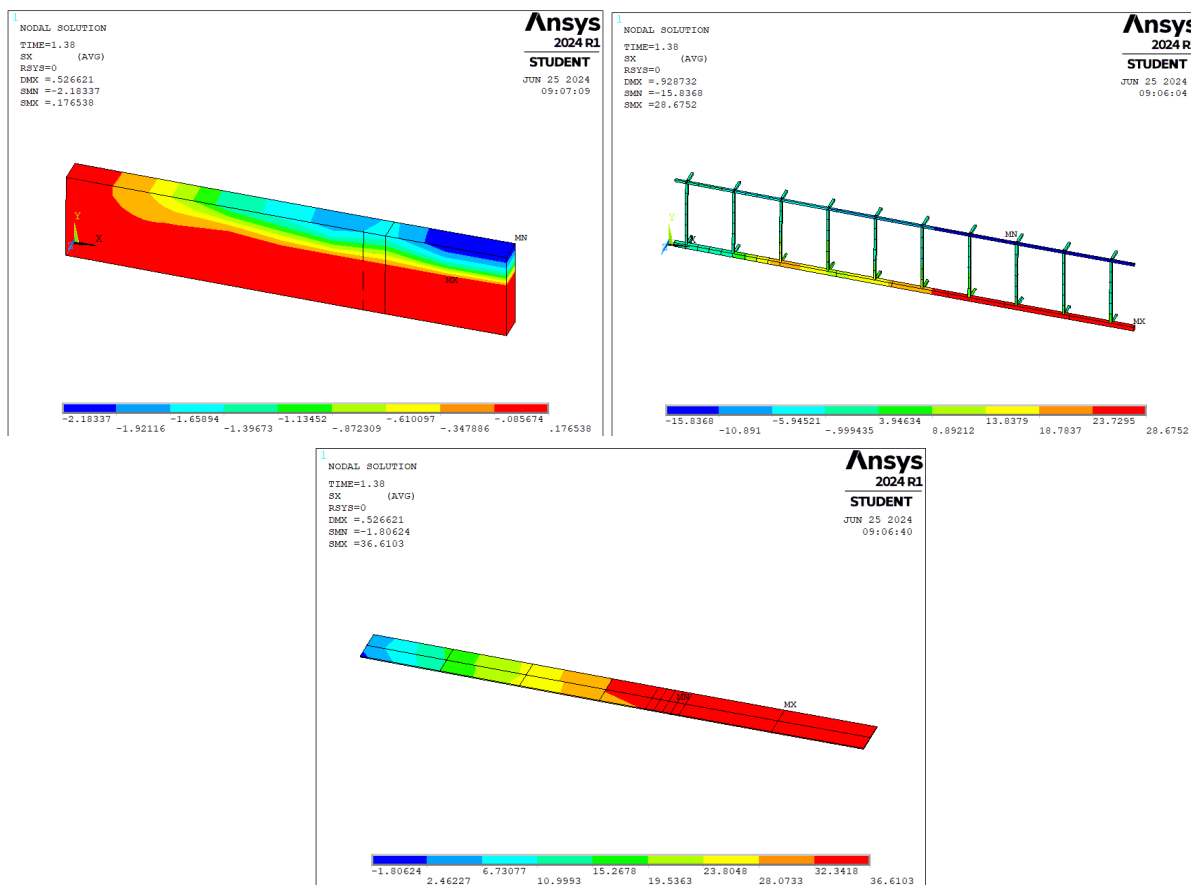 1
NODAL SOLUTION
TIME=1.38
SX (AVG)
RSYS=0
DMX =.526621
SMN =-2.18337
SMX =.176538
Ansys
2024 R1
STUDENT
JUN 25 2024
09:07:09
Y
X
MN
MX
-2.18337 -1.65894 -1.13452 -.610097 -.085674
-1.92116 -1.39673 -.872309 -.347886 .176538
1
NODAL SOLUTION
TIME=1.38
SX (AVG)
RSYS=0
DMX =.928732
SMN =-15.8368
SMX =28.6752
Ansys
2024 R1
STUDENT
JUN 25 2024
09:06:04
Y
X
MN
MX
-15.8368 -5.94521 3.94634 13.8379 23.7295
-10.891 -.999435 8.89212 18.7837 28.6752
1
NODAL SOLUTION
TIME=1.38
SX (AVG)
RSYS=0
DMX =.526621
SMN =-1.80624
SMX =36.6103
Ansys
2024 R1
STUDENT
JUN 25 2024
09:06:40
MN
MX
-1.80624 6.73077 15.2678 23.8048 32.3418
2.46227 10.9993 19.5363 28.0733 36.6103